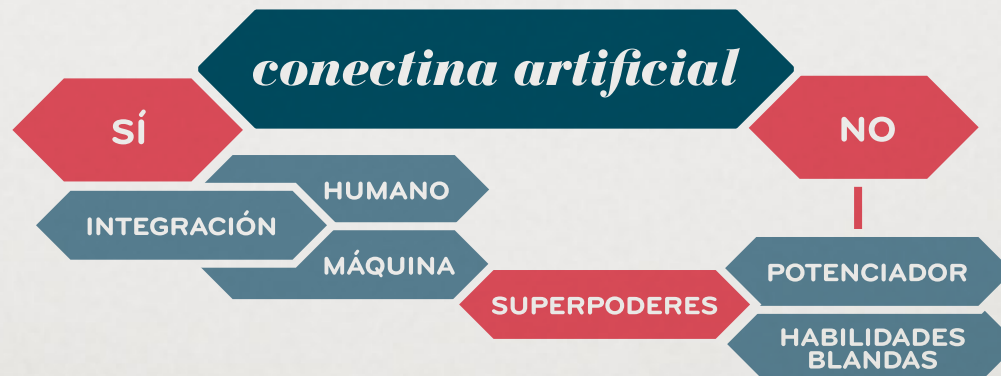 conectina artificial
SÍ
NO
HUMANO
INTEGRACIÓN
MÁQUINA
POTENCIADOR
SUPERPODERES
HABILIDADES
BLANDAS